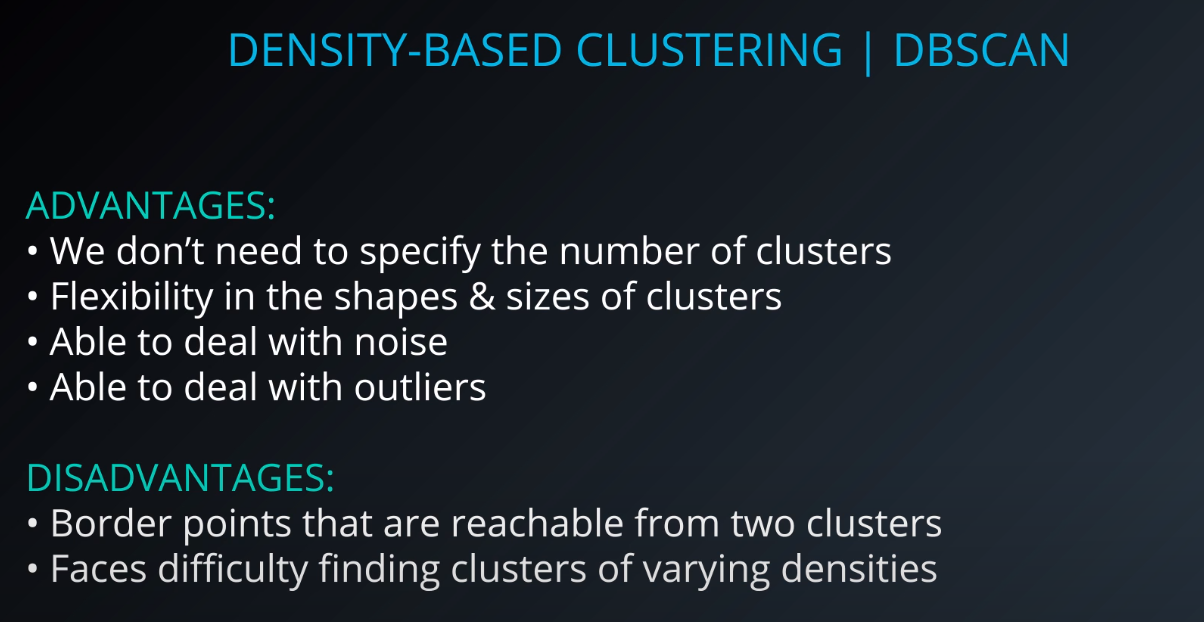 DENSITY-BASED CLUSTERING | DBSCAN
ADVANTAGES:
• We don’t need to specify the number of clusters
• Flexibility in the shapes & sizes of clusters
• Able to deal with noise
• Able to deal with outliers
DISADVANTAGES:
• Border points that are reachable from two clusters
• Faces difficulty finding clusters of varying densities